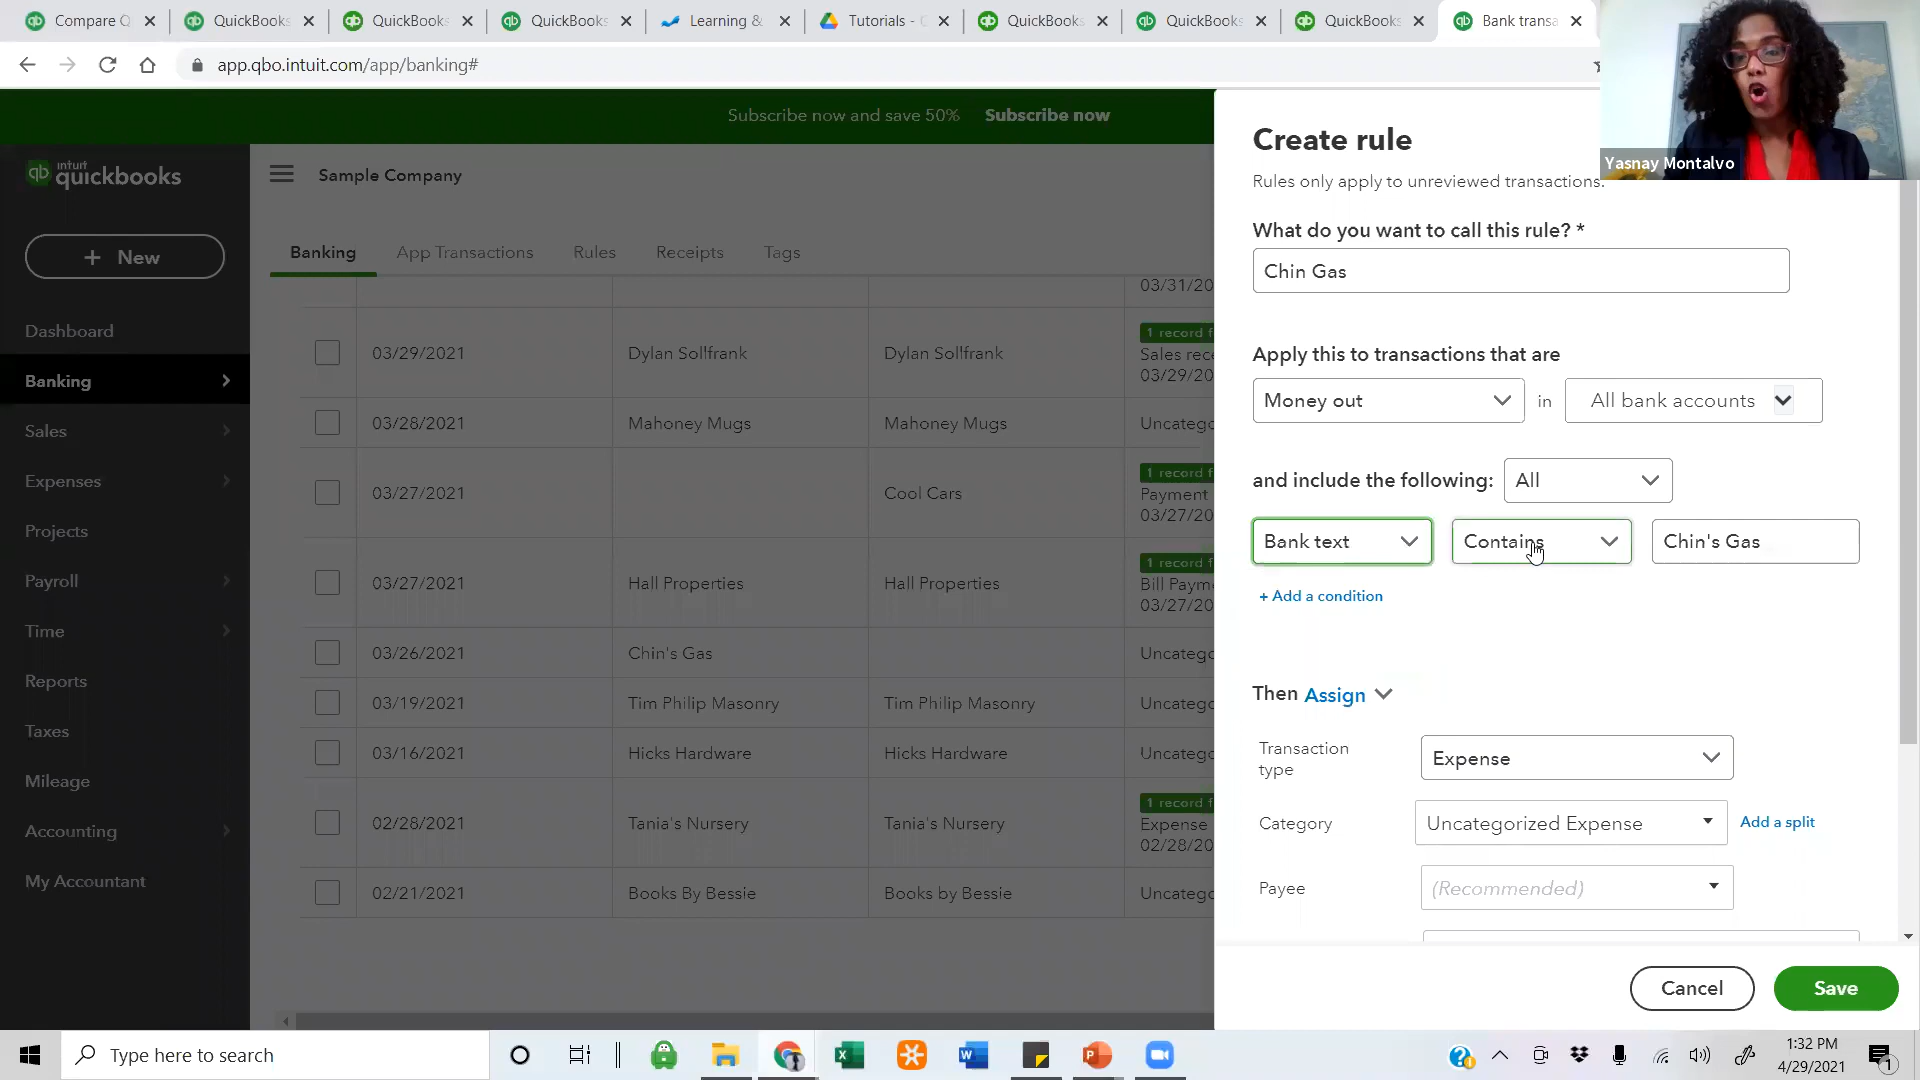 Compare Q
QuickBooks
QuickBooks
QuickBooks
Learning &
Tutorials -
QuickBooks
QuickBooks
QuickBooks
Bank transa
app.qbo.intuit.com/app/banking#
Subscribe now and save 50% Subscribe now
intuit
quickbooks
+ New
Dashboard
Banking
Sales
Expenses
Projects
Payroll
Time
Reports
Taxes
Mileage
Accounting
My Accountant
Sample Company
Banking App Transactions Rules Receipts Tags
03/31/20
1 record f
03/29/2021 Dylan Sollfrank Dylan Sollfrank Sales rece
03/29/20
03/28/2021 Mahoney Mugs Mahoney Mugs Uncatego
1 record f
03/27/2021 Cool Cars Payment
03/27/20
1 record f
03/27/2021 Hall Properties Hall Properties Bill Paym
03/27/20
03/26/2021 Chin's Gas Uncatego
03/19/2021 Tim Philip Masonry Tim Philip Masonry Uncatego
03/16/2021 Hicks Hardware Hicks Hardware Uncatego
1 record f
02/28/2021 Tania's Nursery Tania's Nursery Expense
02/28/20
02/21/2021 Books By Bessie Books by Bessie Uncatego
Create rule
Rules only apply to unreviewed transactions.
What do you want to call this rule? *
Chin Gas
Apply this to transactions that are
Money out in All bank accounts
and include the following: All
Bank text Contains Chin's Gas
+ Add a condition
Then Assign
Transaction
type
Expense
Category Uncategorized Expense Add a split
Payee (Recommended)
Cancel Save
Yasnay Montalvo
Type here to search
1:32 PM
4/29/2021
1